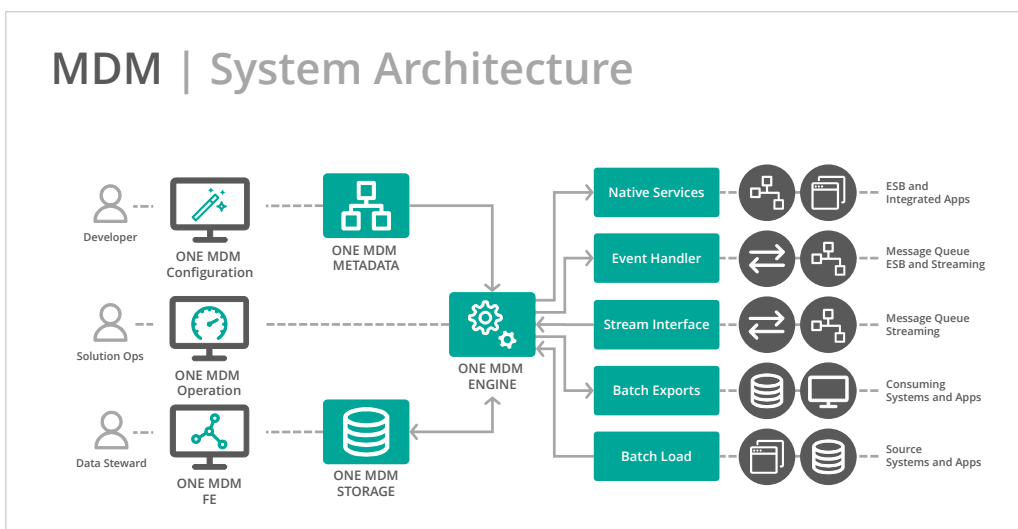 MDM | System Architecture
Developer
ONE MDM
Configuration
ONE MDM
METADATA
Native Services
ESB and
Integrated Apps
Event Handler
Message Queue
ESB and Streaming
Solution Ops
ONE MDM
Operation
ONE MDM
ENGINE
Stream Interface
Message Queue
Streaming
Batch Exports
Consuming
Systems and Apps
Data Steward
ONE MDM
FE
ONE MDM
STORAGE
Batch Load
Source
Systems and Apps